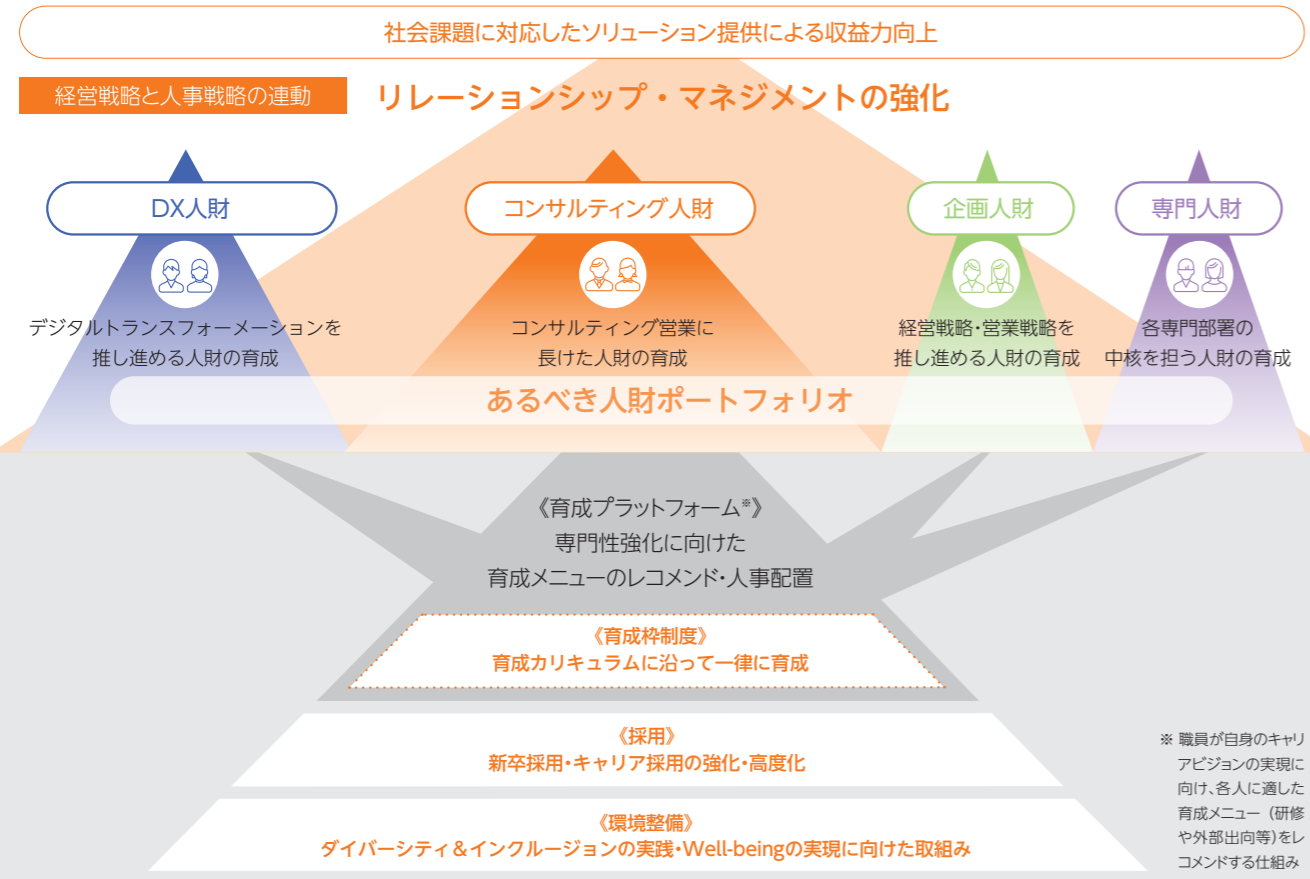 社会課題に対応したソリューション提供による収益力向上
経営戦略と人事戦略の連動
リレーションシップ・マネジメントの強化
DX人財
デジタルトランスフォーメーションを
推し進める人財の育成
コンサルティング人財
コンサルティング営業に
長けた人財の育成
企画人財
経営戦略・営業戦略を
推し進める人財の育成
専門人財
各専門部署の
中核を担う人財の育成
あるべき人財ポートフォリオ
《育成プラットフォーム※》
専門性強化に向けた
育成メニューのレコメンド・人事配置
《育成枠制度》
育成カリキュラムに沿って一律に育成
《採用》
新卒採用・キャリア採用の強化・高度化
《環境整備》
ダイバーシティ＆インクルージョンの実践・Well-beingの実現に向けた取組み
※ 職員が自身のキャリ
アビジョンの実現に
向け、各人に適した
育成メニュー（研修
や外部出向等）をレ
コメンドする仕組み